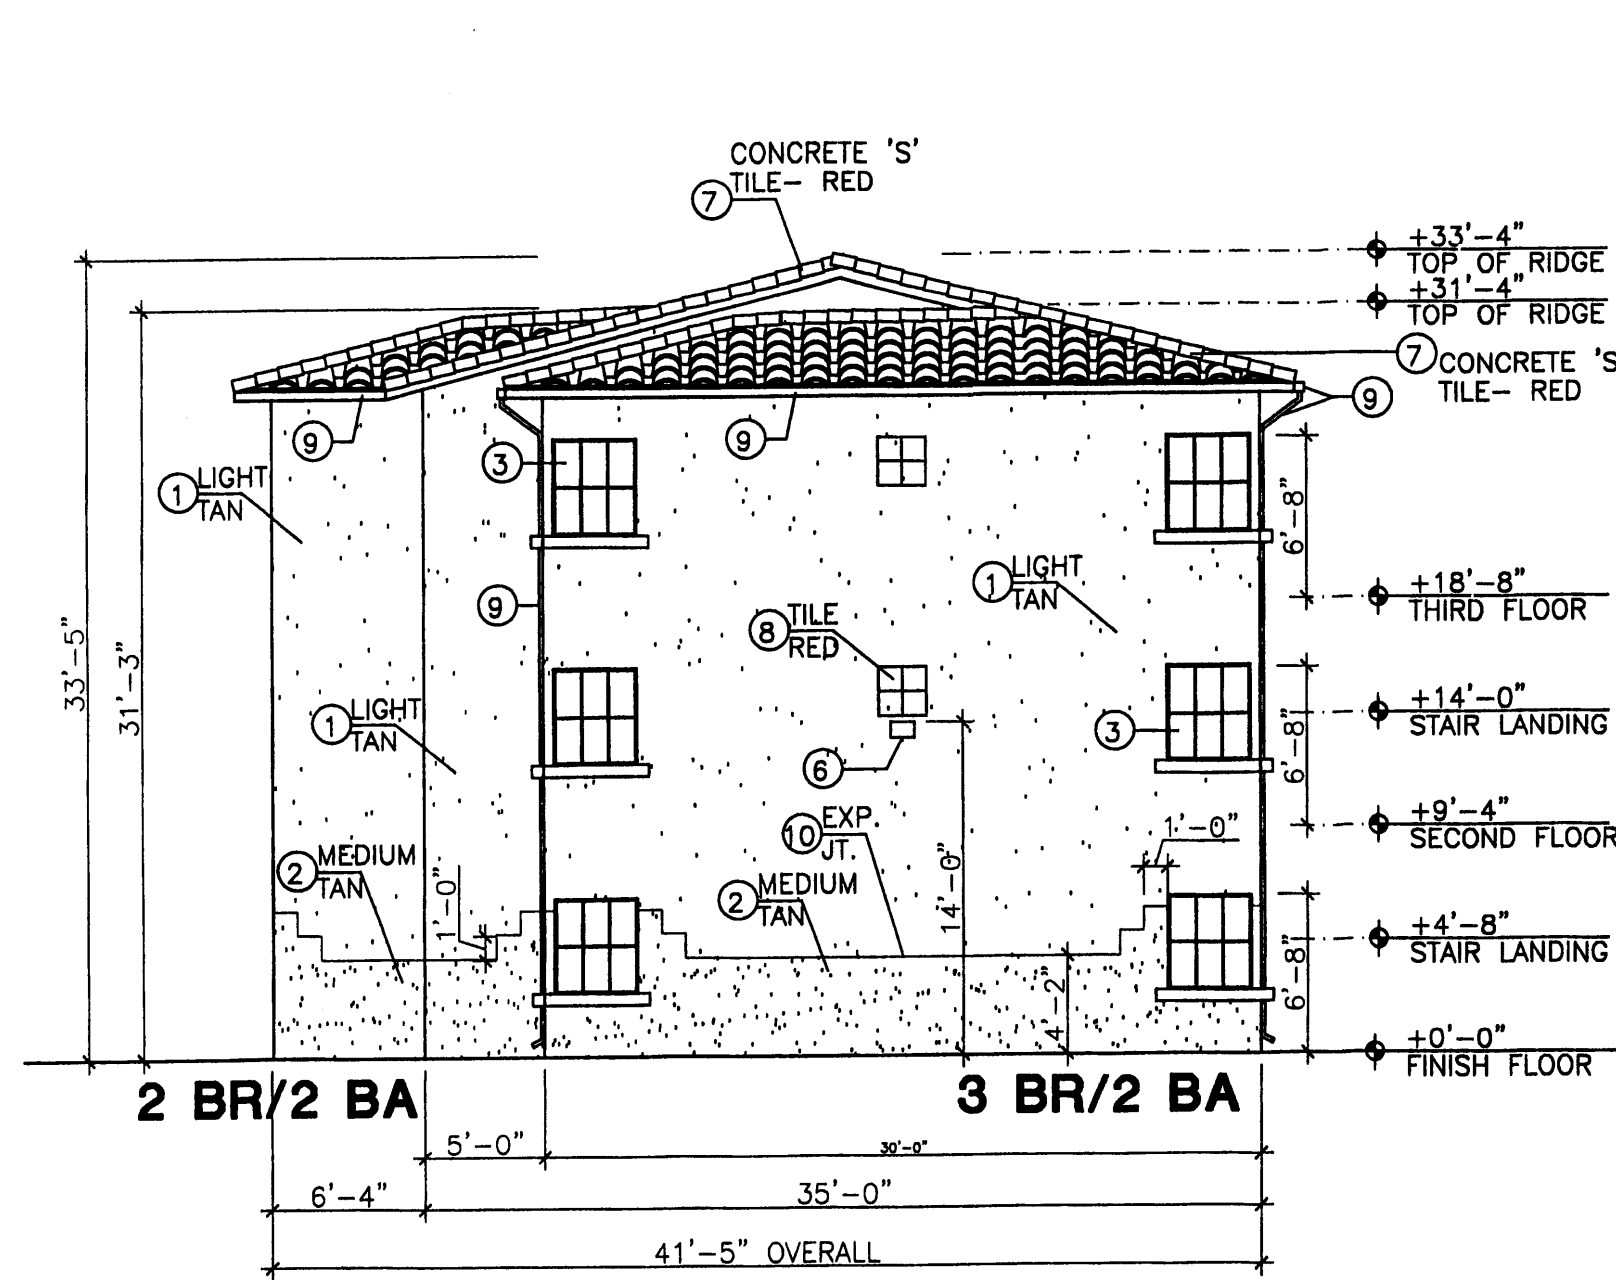 CONCRETE 'S'
TILE- RED
7
+33'-4"
TOP OF RIDGE
+31'-4"
TOP OF RIDGE
7
CONCRETE 'S
TILE- RED
9
9
9
3
1
LIGHT
TAN
6'-8"
1
LIGHT
TAN
+18'-8"
THIRD FLOOR
9
8
TILE
RED
33'-5"
31'-3"
1
LIGHT
TAN
3
6'-8"
+14'-0"
STAIR LANDING
6
10
EXP.
JT.
1'-0"
+9'-4"
SECOND FLOOR
2
MEDIUM
TAN
1'-0"
2
MEDIUM
TAN
14'-0"
+4'-8"
STAIR LANDING
4'-2"
6'-8"
+0'-0"
FINISH FLOOR
2 BR/2 BA
3 BR/2 BA
5'-0"
30'-0"
6'-4"
35'-0"
41'-5" OVERALL